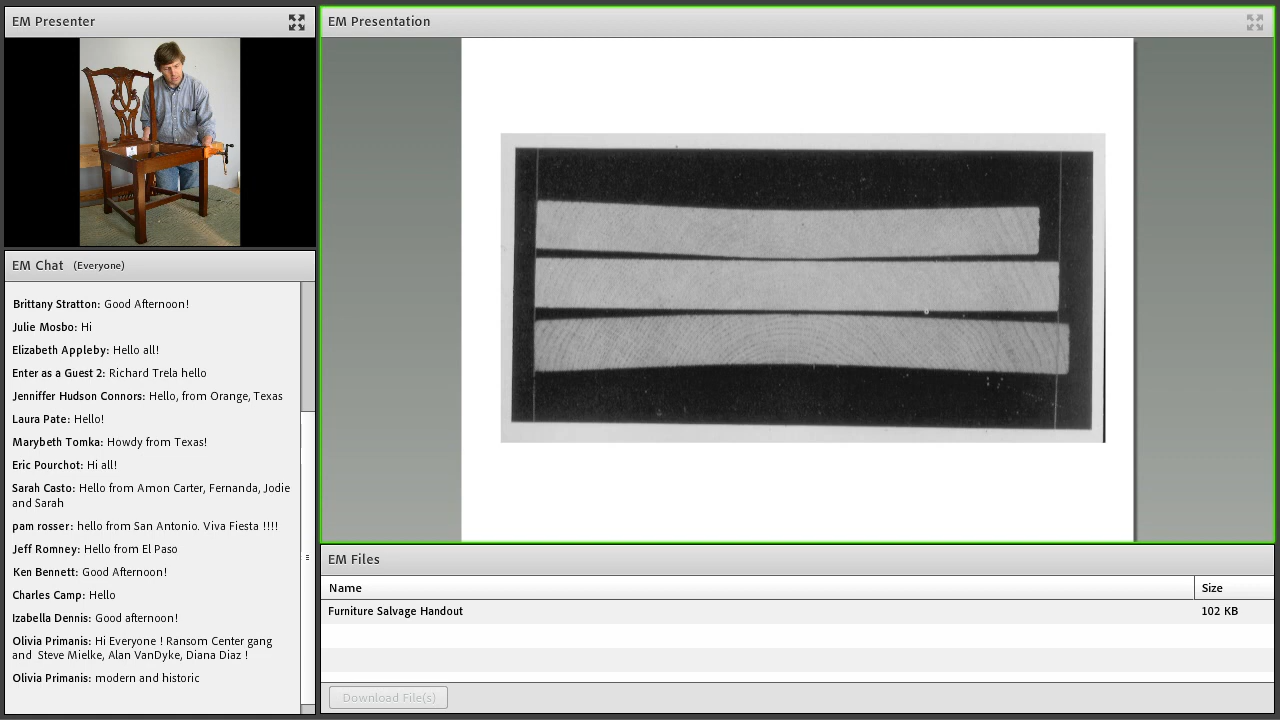 EM Presenter
EM Presentation
EM Chat (Everyone)
Brittany Stratton: Good Afternoon!
Julie Mosbo: Hi
Elizabeth Appleby: Hello all!
Enter as a Guest 2: Richard Trela hello
Jenniffer Hudson Connors: Hello, from Orange, Texas
Laura Pate: Hello!
Marybeth Tomka: Howdy from Texas!
Eric Pourchot: Hi all!
Sarah Casto: Hello from Amon Carter, Fernanda, Jodie
and Sarah
pam rosser: hello from San Antonio. Viva Fiesta !!!!
Jeff Romney: Hello from El Paso
Ken Bennett: Good Afternoon!
Charles Camp: Hello
Izabella Dennis: Good afternoon!
Olivia Primanis: Hi Everyone ! Ransom Center gang
and Steve Mielke, Alan VanDyke, Diana Diaz !
Olivia Primanis: modern and historic
EM Files
Name Size
Furniture Salvage Handout 102 KB
Download File(s)